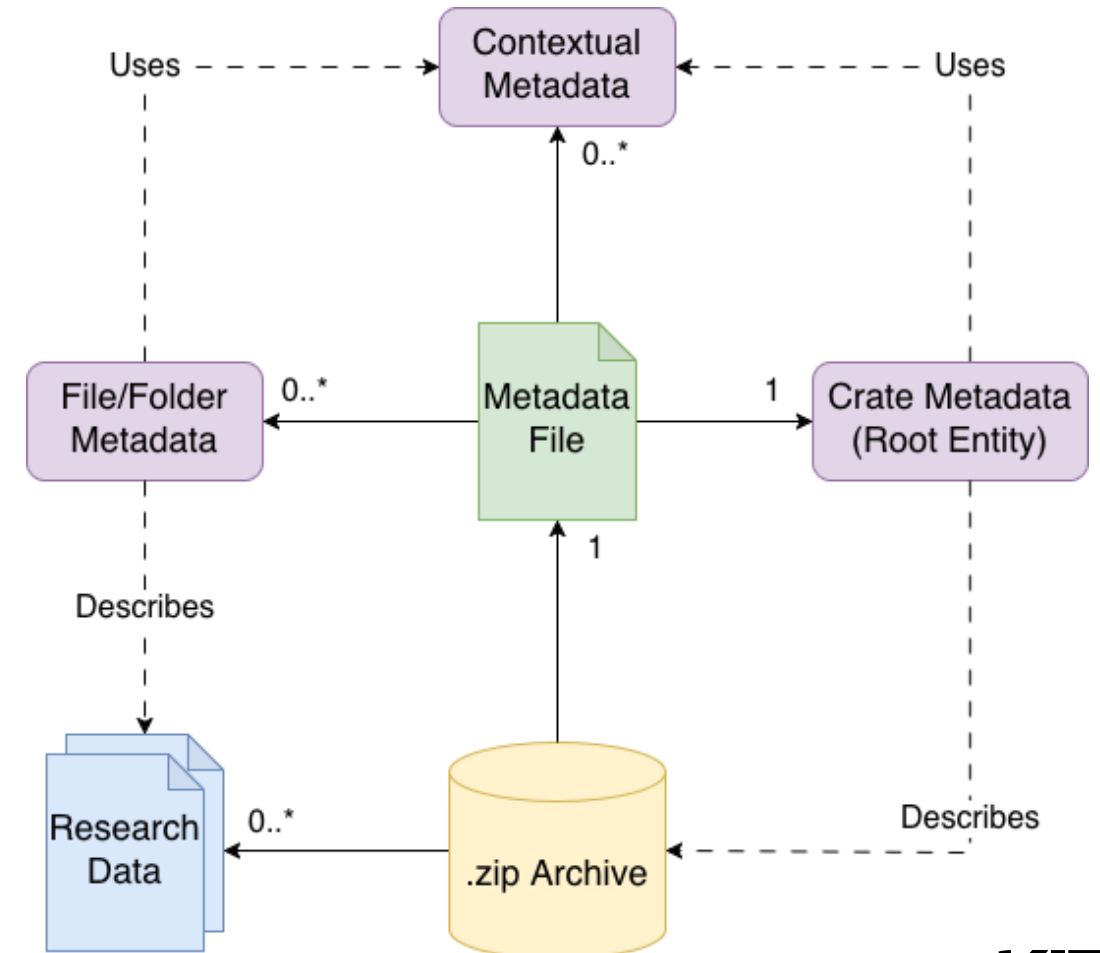 Contextual
Metadata
Uses
Uses
0..*
File/Folder
Metadata
0..*
Metadata
File
1
Crate Metadata
(Root Entity)
1
Describes
Research
Data
0..*
.zip Archive
Describes